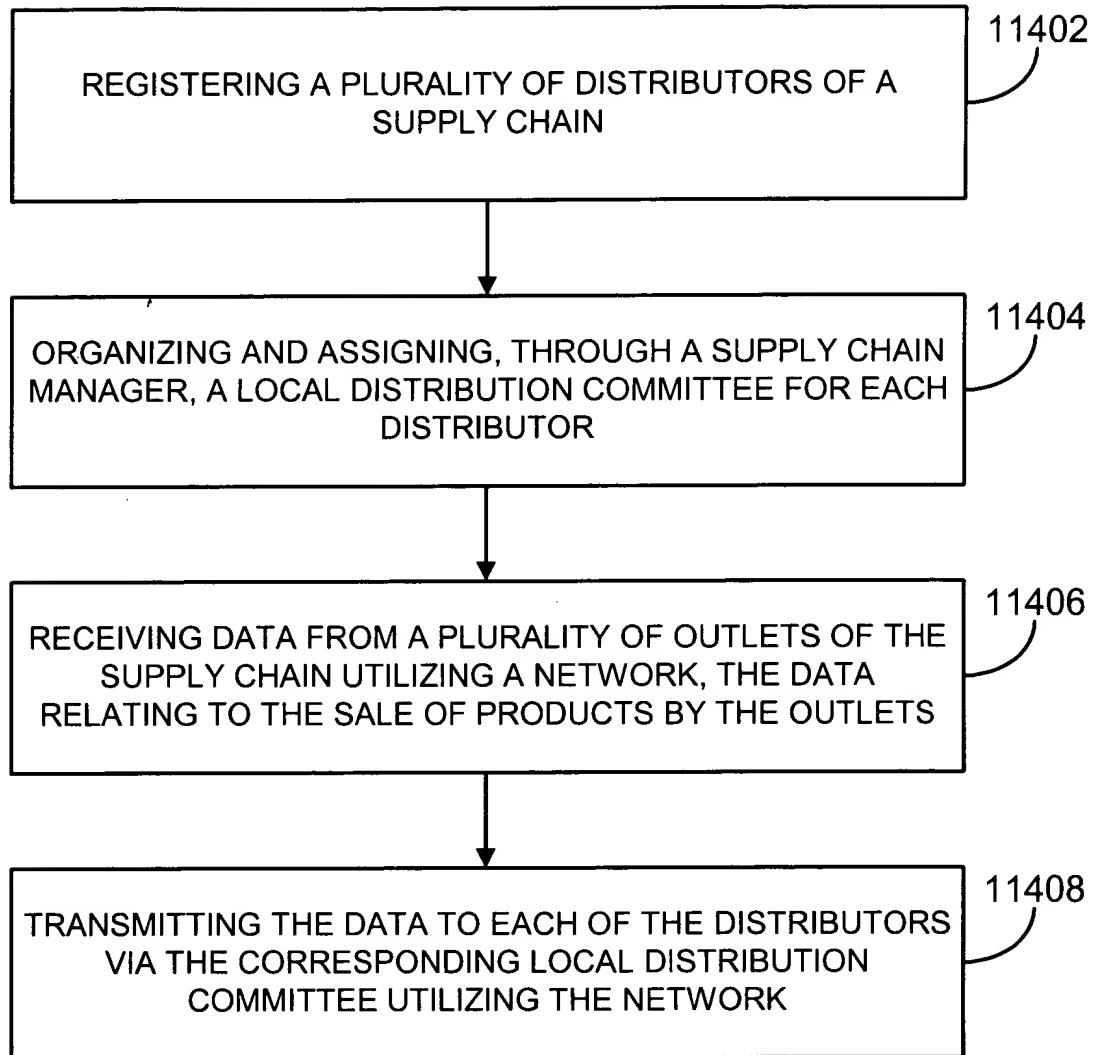 11402
REGISTERING A PLURALITY OF DISTRIBUTORS OF A
SUPPLY CHAIN
11404
ORGANIZING AND ASSIGNING, THROUGH A SUPPLY CHAIN
MANAGER, A LOCAL DISTRIBUTION COMMITTEE FOR EACH
DISTRIBUTOR
11406
RECEIVING DATA FROM A PLURALITY OF OUTLETS OF THE
SUPPLY CHAIN UTILIZING A NETWORK, THE DATA
RELATING TO THE SALE OF PRODUCTS BY THE OUTLETS
11408
TRANSMITTING THE DATA TO EACH OF THE DISTRIBUTORS
VIA THE CORRESPONDING LOCAL DISTRIBUTION
COMMITTEE UTILIZING THE NETWORK